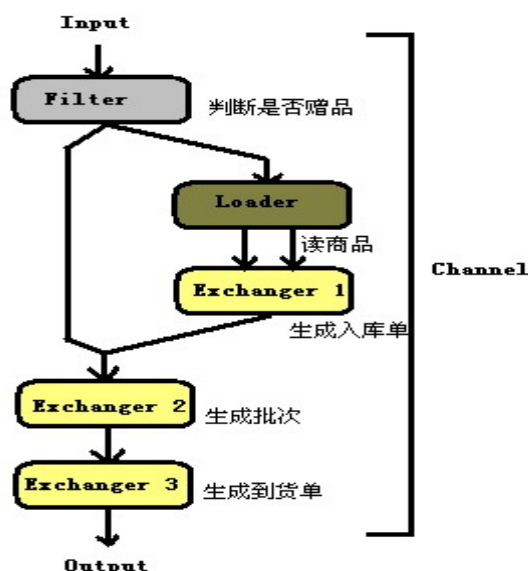 Input
Filter
判断是否赠品
Loader
读商品
Channel
Exchanger 1
生成入库单
Exchanger 2
生成批次
Exchanger 3
生成到货单
Output